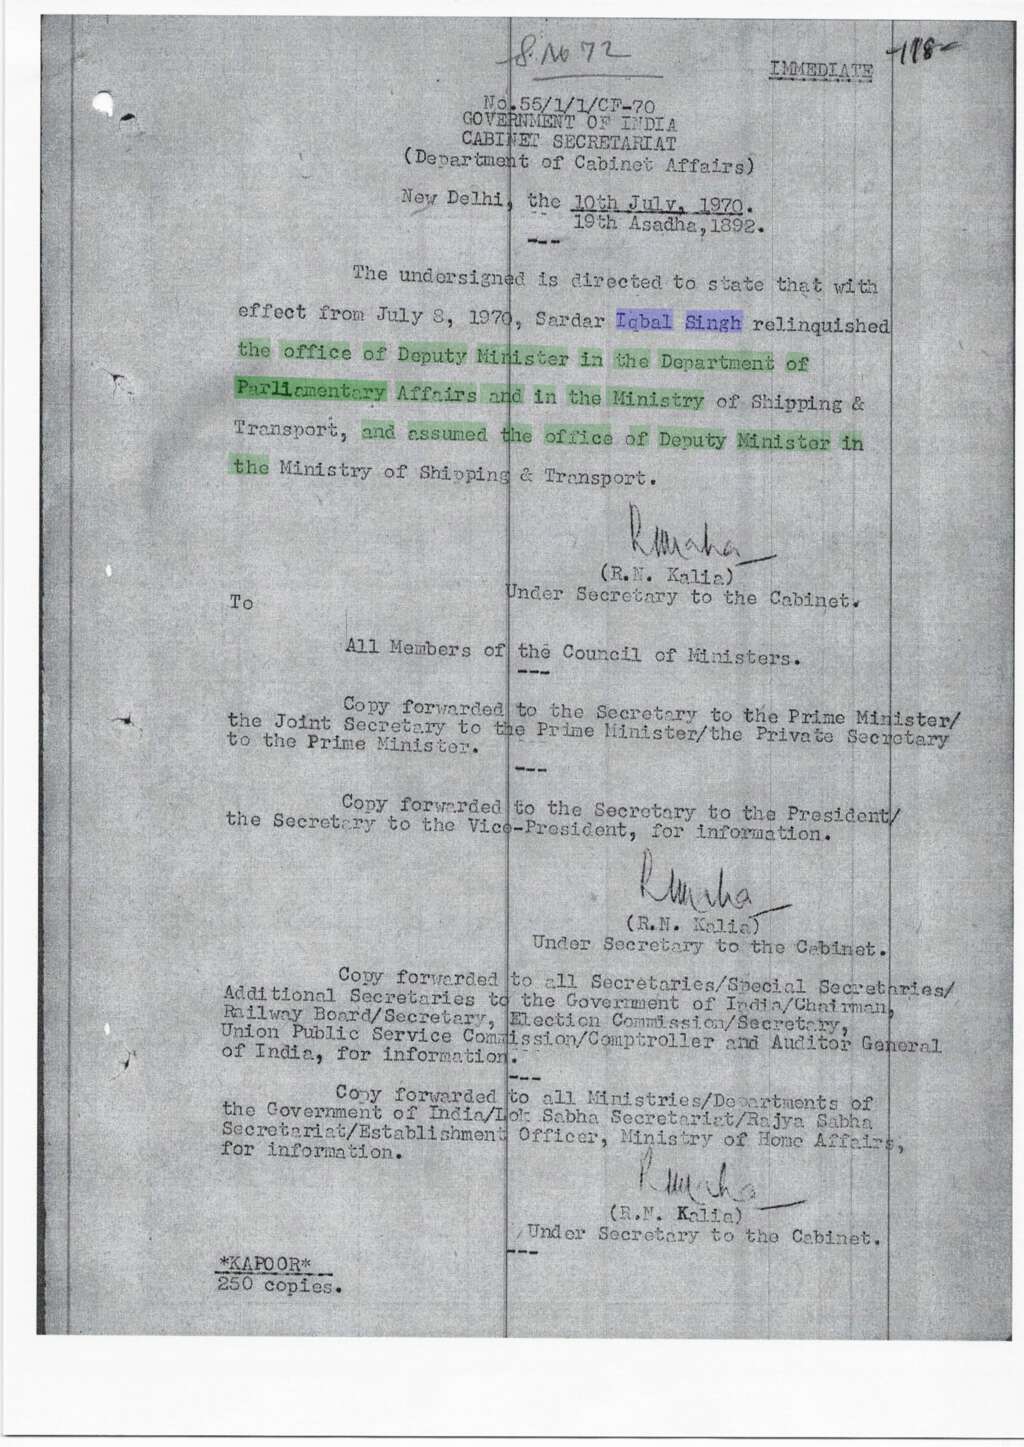 S. No 72
-118-
IMMEDIATE
No.55/1/1/CF-70
GOVERNMENT OF INDIA
CABINET SECRETARIAT
(Department of Cabinet Affairs)
New Delhi, the 10th July, 1970.
19th Asadha,1892.
---
The undersigned is directed to state that with
effect from July 8, 1970, Sardar Iqbal Singh relinquished
the office of Deputy Minister in the Department of
Parliamentary Affairs and in the Ministry of Shipping &
Transport, and assumed the office of Deputy Minister in
the Ministry of Shipping & Transport.
(R.N. Kalia)
Under Secretary to the Cabinet.
To
All Members of the Council of Ministers.
---
Copy forwarded to the Secretary to the Prime Minister/
the Joint Secretary to the Prime Minister/the Private Secretary
to the Prime Minister.
---
Copy forwarded to the Secretary to the President/
the Secretary to the Vice-President, for information.
(R.N. Kalia)
Under Secretary to the Cabinet.
Copy forwarded to all Secretaries/Special Secretaries/
Additional Secretaries to the Government of India/Chairman,
Railway Board/Secretary, Election Commission/Secretary,
Union Public Service Commission/Comptroller and Auditor General
of India, for information.
---
Copy forwarded to all Ministries/Departments of
the Government of India/Lok Sabha Secretariat/Rajya Sabha
Secretariat/Establishment Officer, Ministry of Home Affairs,
for information.
(R.N. Kalia)
Under Secretary to the Cabinet.
---
*KAPOOR*
250 copies.